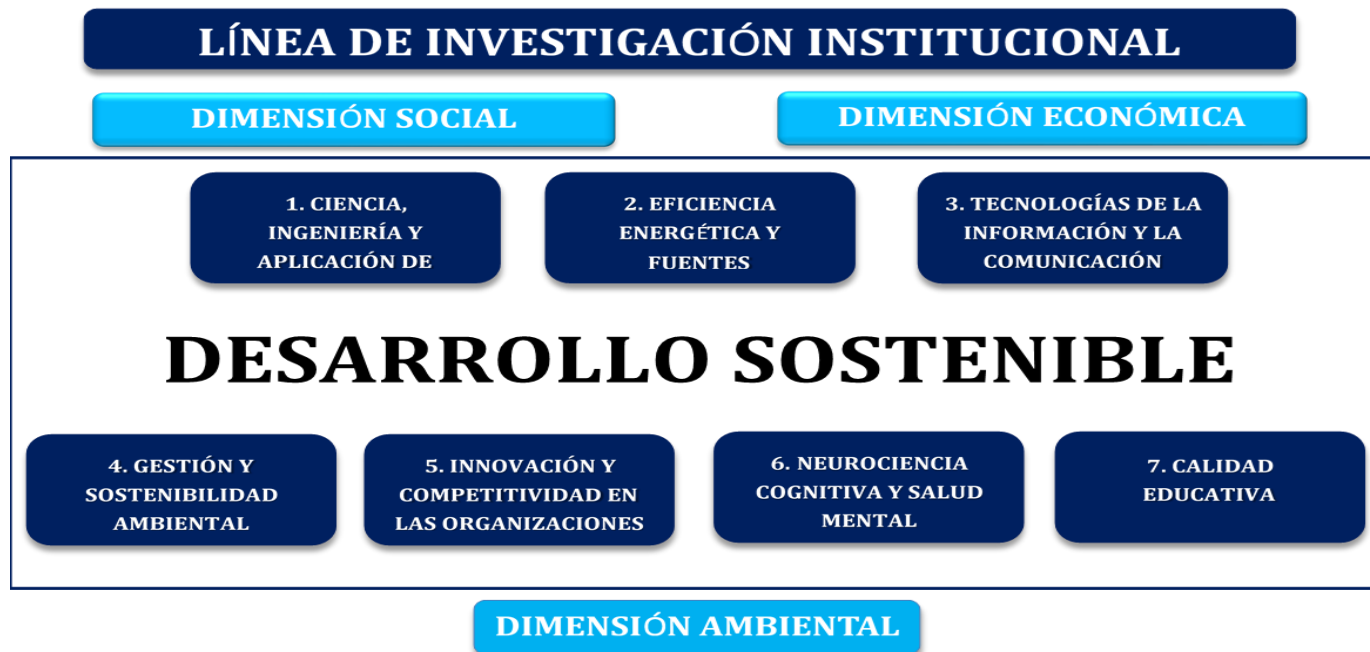 LÍNEA DE INVESTIGACIÓN INSTITUCIONAL
DIMENSIÓN SOCIAL
DIMENSIÓN ECONÓMICA
1. CIENCIA,
INGENIERÍA Y
APLICACIÓN DE
2. EFICIENCIA
ENERGÉTICA Y
FUENTES
3. TECNOLOGÍAS DE LA
INFORMACIÓN Y LA
COMUNICACIÓN
DESARROLLO SOSTENIBLE
4. GESTIÓN Y
SOSTENIBILIDAD
AMBIENTAL
5. INNOVACIÓN Y
COMPETITIVIDAD EN
LAS ORGANIZACIONES
6. NEUROCIENCIA
COGNITIVA Y SALUD
MENTAL
7. CALIDAD
EDUCATIVA
DIMENSIÓN AMBIENTAL